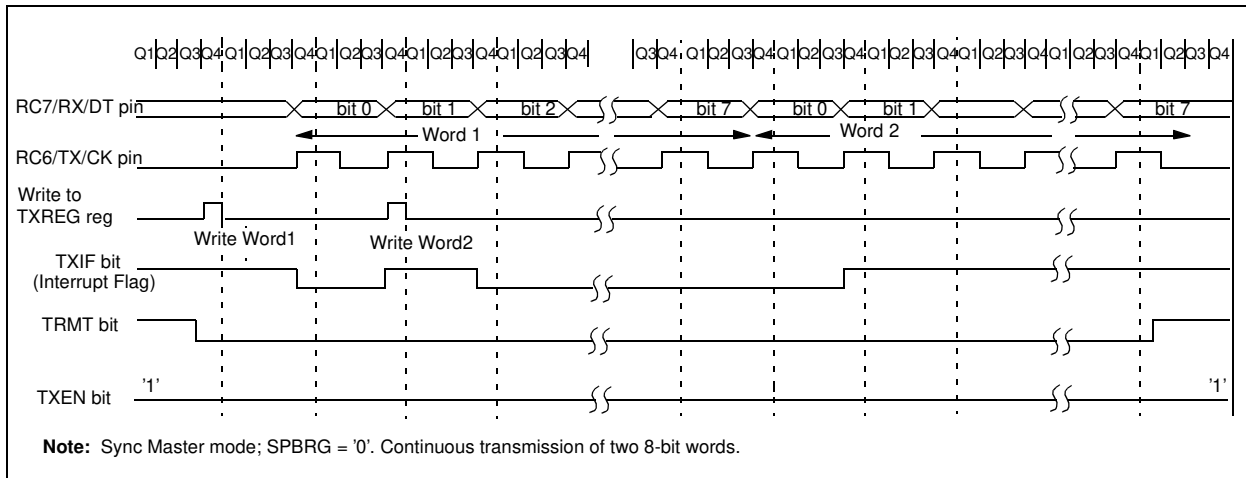 Q1 Q2 Q3 Q4 Q1 Q2 Q3 Q4 Q1 Q2 Q3 Q4 Q1 Q2 Q3 Q4 Q1 Q2 Q3 Q4 Q3 Q4 Q1 Q2 Q3 Q4 Q1 Q2 Q3 Q4 Q1 Q2 Q3 Q4 Q1 Q2 Q3 Q4 Q1 Q2 Q3 Q4 Q1 Q2 Q3 Q4
RC7/RX/DT pin bit 0 bit 1 bit 2 bit 7 bit 0 bit 1 bit 7
Word 1 Word 2
RC6/TX/CK pin
Write to
TXREG reg
Write Word1 Write Word2
TXIF bit
(Interrupt Flag)
TRMT bit
'1' '1'
TXEN bit
Note: Sync Master mode; SPBRG = '0'. Continuous transmission of two 8-bit words.